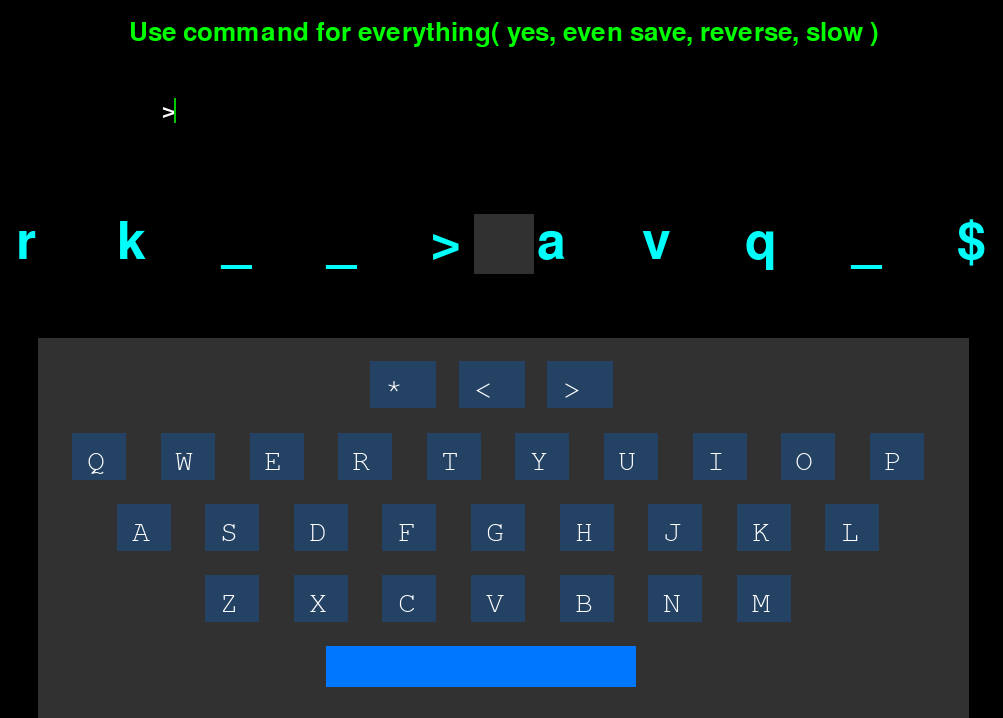 Use command for everything( yes, even save, reverse, slow )
>
r k _ _ > a v q _ $
* < >
Q W E R T Y U I O P
A S D F G H J K L
Z X C V B N M